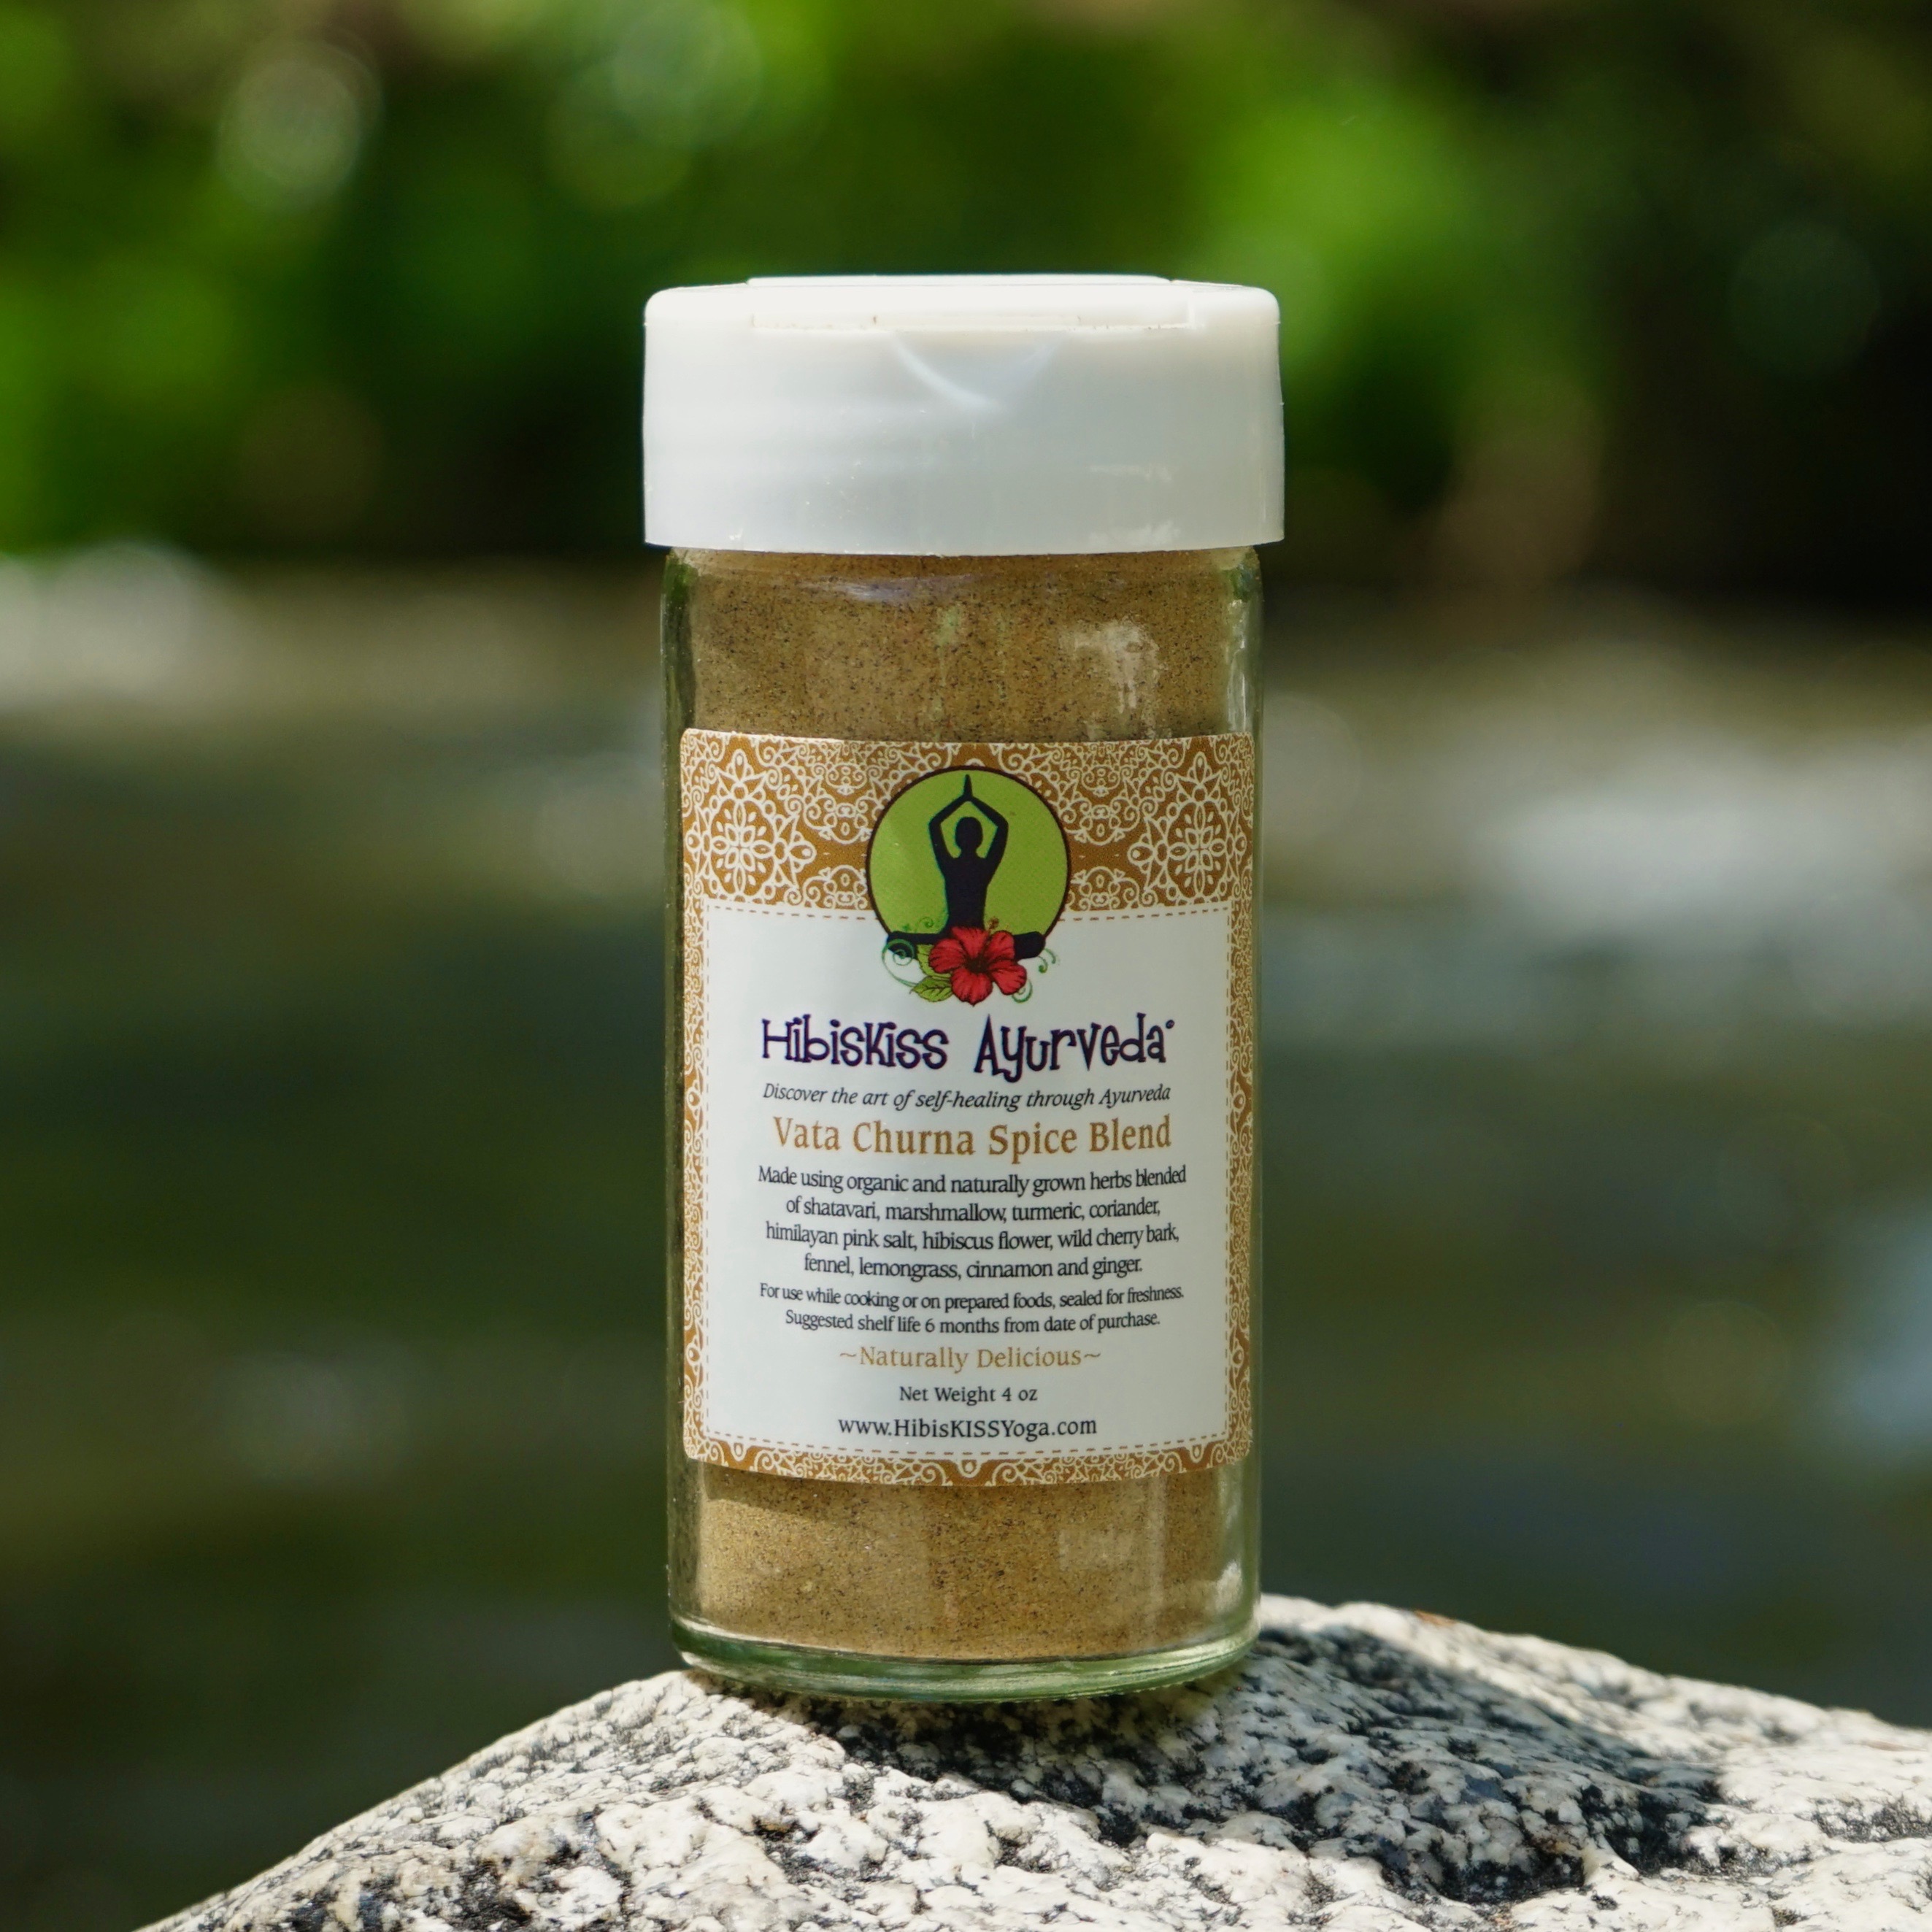 Hibiskiss Ayurveda
Discover the art of self-healing through Ayurveda
Vata Churna Spice Blend
Made using organic and naturally grown herbs blended
of shatavari, marshmallow, turmeric, coriander,
himilayan pink salt, hibiscus flower, wild cherry bark,
fennel, lemongrass, cinnamon and ginger.
For use while cooking or on prepared foods, sealed for freshness.
Suggested shelf life 6 months from date of purchase.
~Naturally Delicious~
Net Weight 4 oz
www.HibisKISSYoga.com